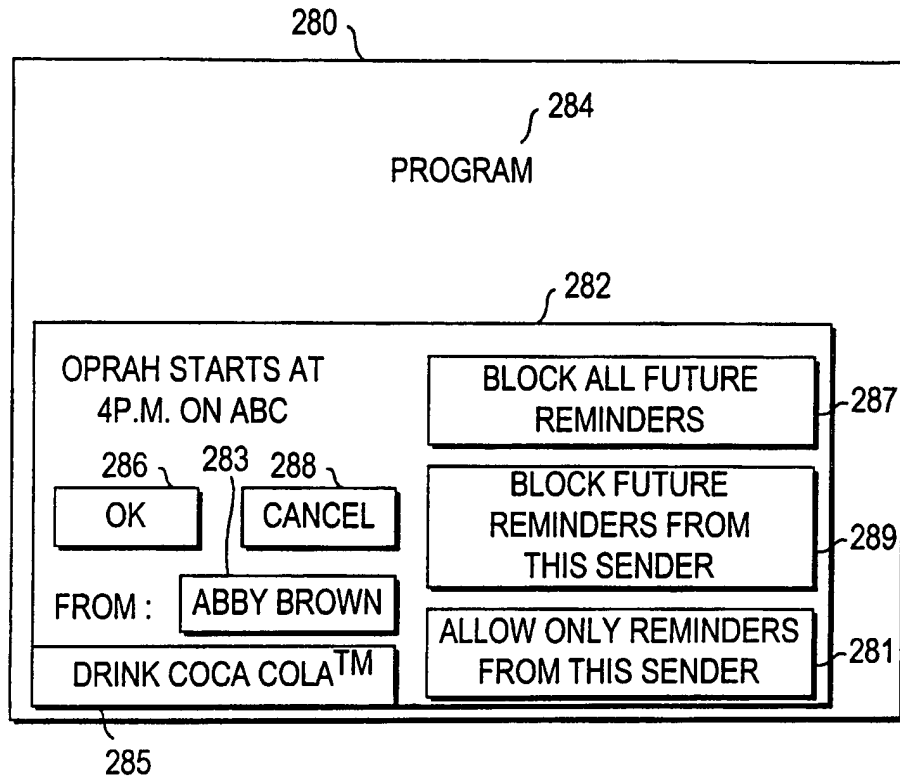 280
284
PROGRAM
282
OPRAH STARTS AT
4P.M. ON ABC
286
283
288
OK
CANCEL
FROM :
ABBY BROWN
DRINK COCA COLA™
285
BLOCK ALL FUTURE
REMINDERS
287
BLOCK FUTURE
REMINDERS FROM
THIS SENDER
289
ALLOW ONLY REMINDERS
FROM THIS SENDER
281